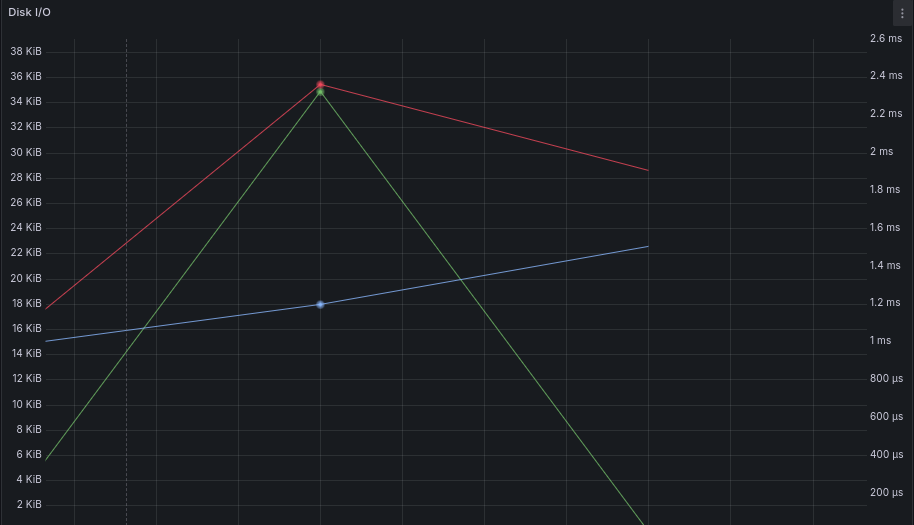 Disk I/O
38 KiB
36 KiB
34 KiB
32 KiB
30 KiB
28 KiB
26 KiB
24 KiB
22 KiB
20 KiB
18 KiB
16 KiB
14 KiB
12 KiB
10 KiB
8 KiB
6 KiB
4 KiB
2 KiB
2.6 ms
2.4 ms
2.2 ms
2 ms
1.8 ms
1.6 ms
1.4 ms
1.2 ms
1 ms
800 µs
600 µs
400 µs
200 µs